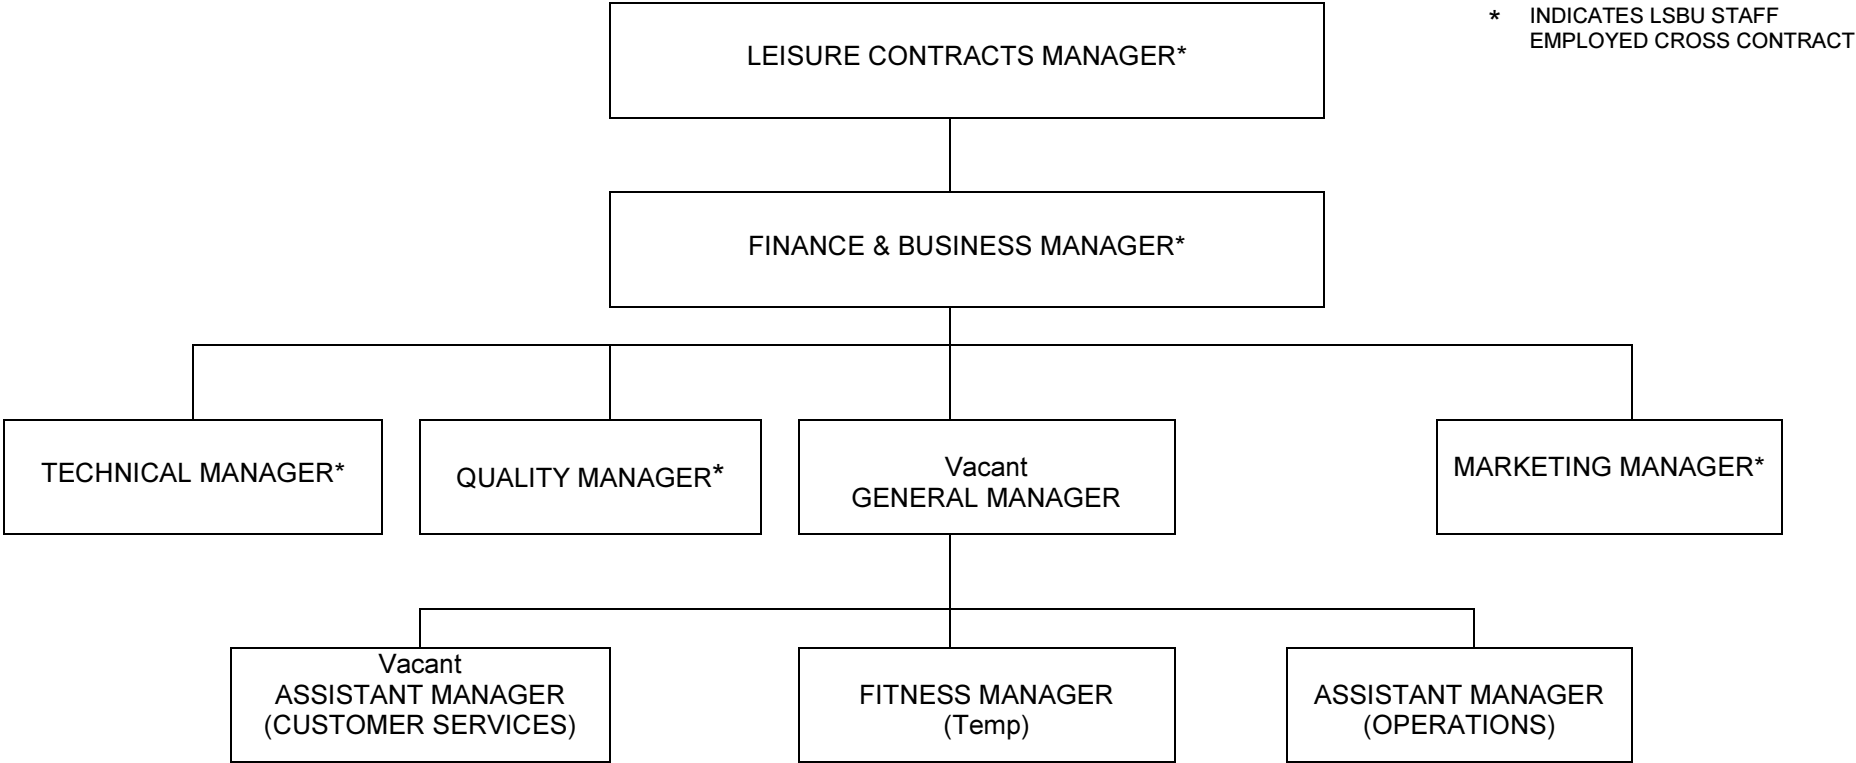 * INDICATES LSBU STAFF
EMPLOYED CROSS CONTRACT
LEISURE CONTRACTS MANAGER*
FINANCE & BUSINESS MANAGER*
TECHNICAL MANAGER*
QUALITY MANAGER*
Vacant
GENERAL MANAGER
MARKETING MANAGER*
Vacant
ASSISTANT MANAGER
(CUSTOMER SERVICES)
FITNESS MANAGER
(Temp)
ASSISTANT MANAGER
(OPERATIONS)